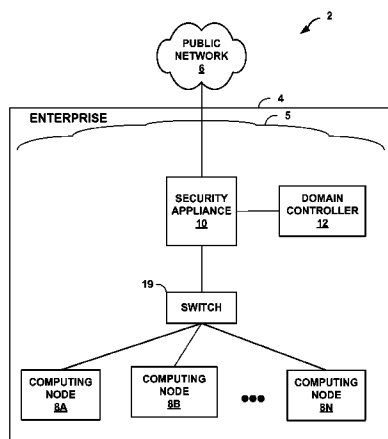 2
PUBLIC
NETWORK
6
4
5
ENTERPRISE
SECURITY
APPLIANCE
10
DOMAIN
CONTROLLER
12
19
SWITCH
COMPUTING
NODE
8A
COMPUTING
NODE
8B
COMPUTING
NODE
8N